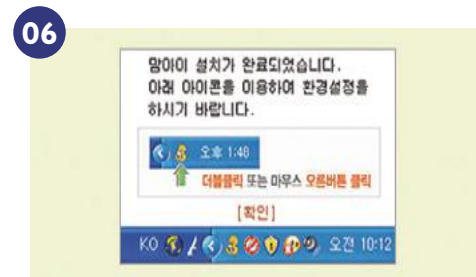 06
맘아이 설치가 완료되었습니다.
아래 아이콘을 이용하여 환경설정을
하시기 바랍니다.
오후 1:48
더블클릭 또는 마우스 오른버튼 클릭
[확인]
KO 오전 10:12